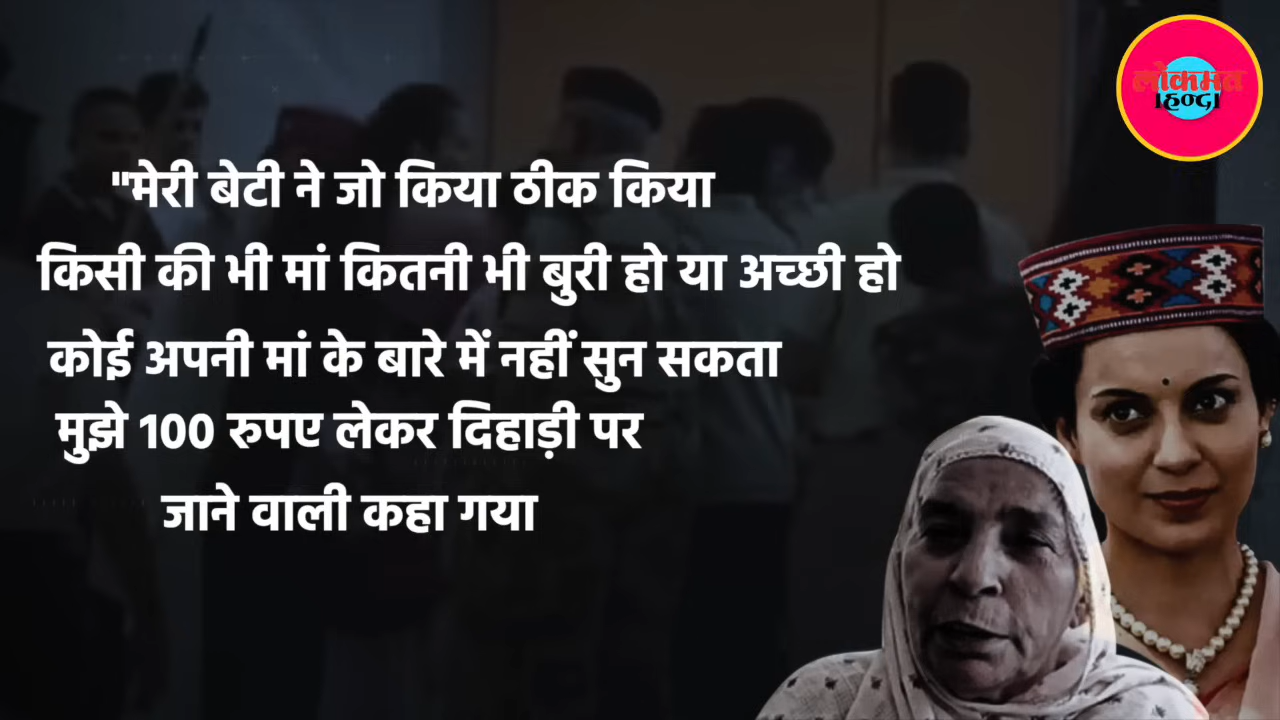 लोकमत
हिन्दी
"मेरी बेटी ने जो किया ठीक किया
किसी की भी मां कितनी भी बुरी हो या अच्छी हो
कोई अपनी मां के बारे में नहीं सुन सकता
मुझे 100 रुपए लेकर दिहाड़ी पर
जाने वाली कहा गया